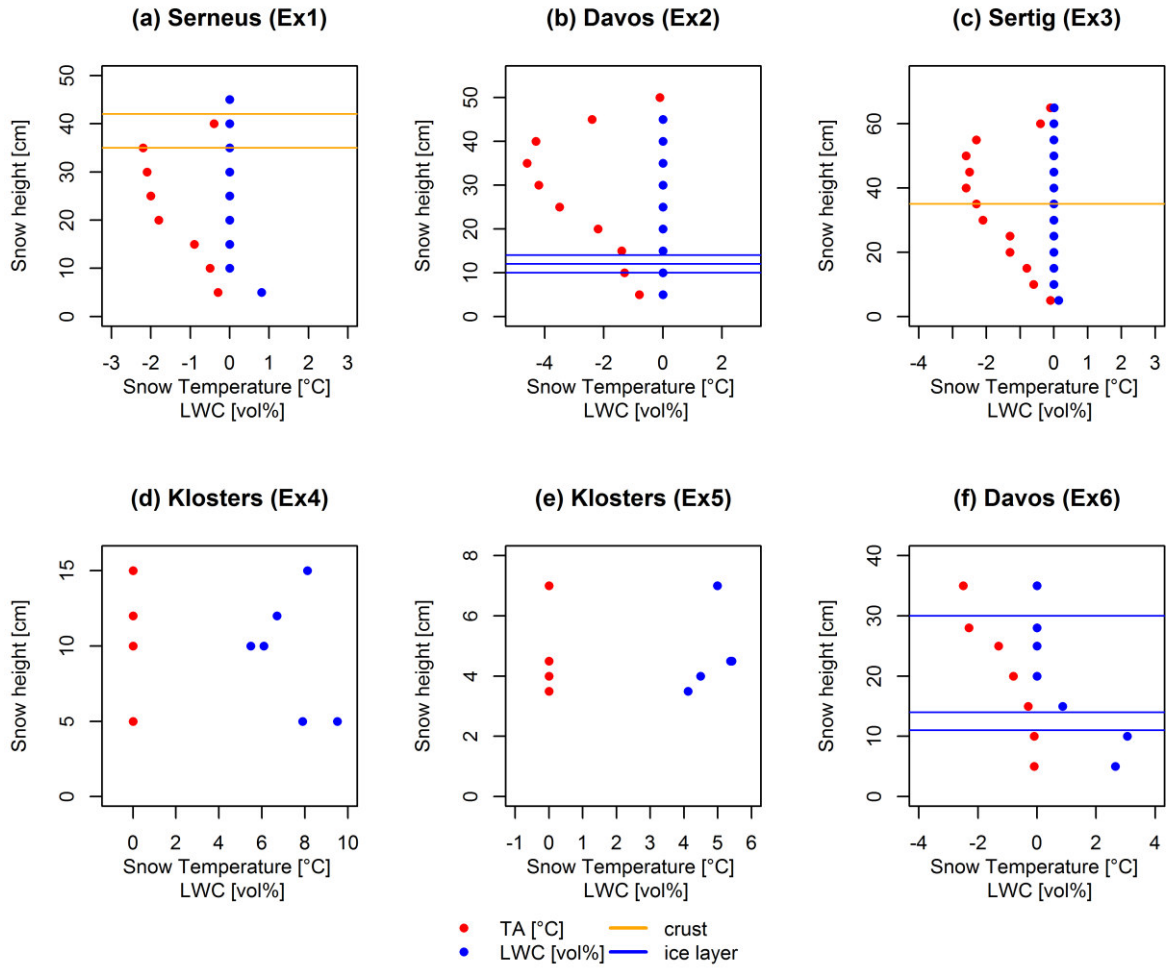 (a) Serneus (Ex1)
(b) Davos (Ex2)
(c) Sertig (Ex3)
Snow height [cm]
0 10 20 30 40 50
-3 -2 -1 0 1 2 3
Snow Temperature [°C]
LWC [vol%]
Snow height [cm]
0 10 20 30 40 50
-4 -2 0 2
Snow Temperature [°C]
LWC [vol%]
Snow height [cm]
0 20 40 60
-4 -2 0 1 2 3
Snow Temperature [°C]
LWC [vol%]
(d) Klosters (Ex4)
(e) Klosters (Ex5)
(f) Davos (Ex6)
Snow height [cm]
0 5 10 15
0 2 4 6 8 10
Snow Temperature [°C]
LWC [vol%]
Snow height [cm]
0 2 4 6 8
-1 0 1 2 3 4 5 6
Snow Temperature [°C]
LWC [vol%]
Snow height [cm]
0 10 20 30 40
-4 -2 0 2 4
Snow Temperature [°C]
LWC [vol%]
TA [°C]
crust
LWC [vol%]
ice layer